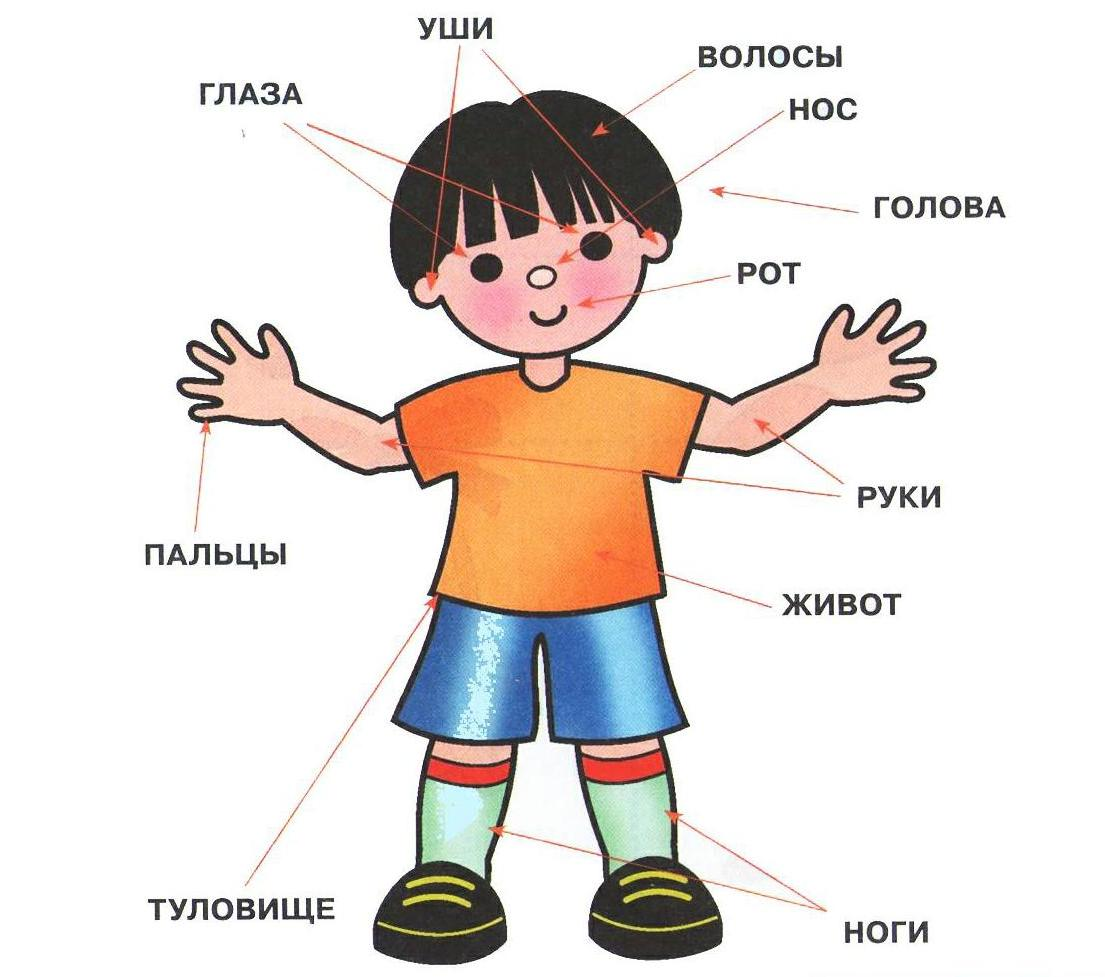 УШИ
ВОЛОСЫ
ГЛАЗА
НОС
ГОЛОВА
РОТ
РУКИ
ПАЛЬЦЫ
ЖИВОТ
ТУЛОВИЩЕ
НОГИ